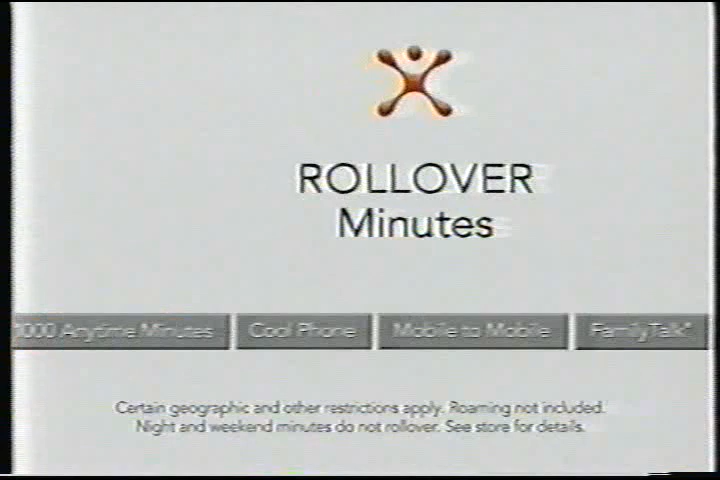 ROLLOVER
Minutes
1000 Anytime Minutes Cool Phone Mobile to Mobile FamilyTalk®
Certain geographic and other restrictions apply. Roaming not included.
Night and weekend minutes do not rollover. See store for details.